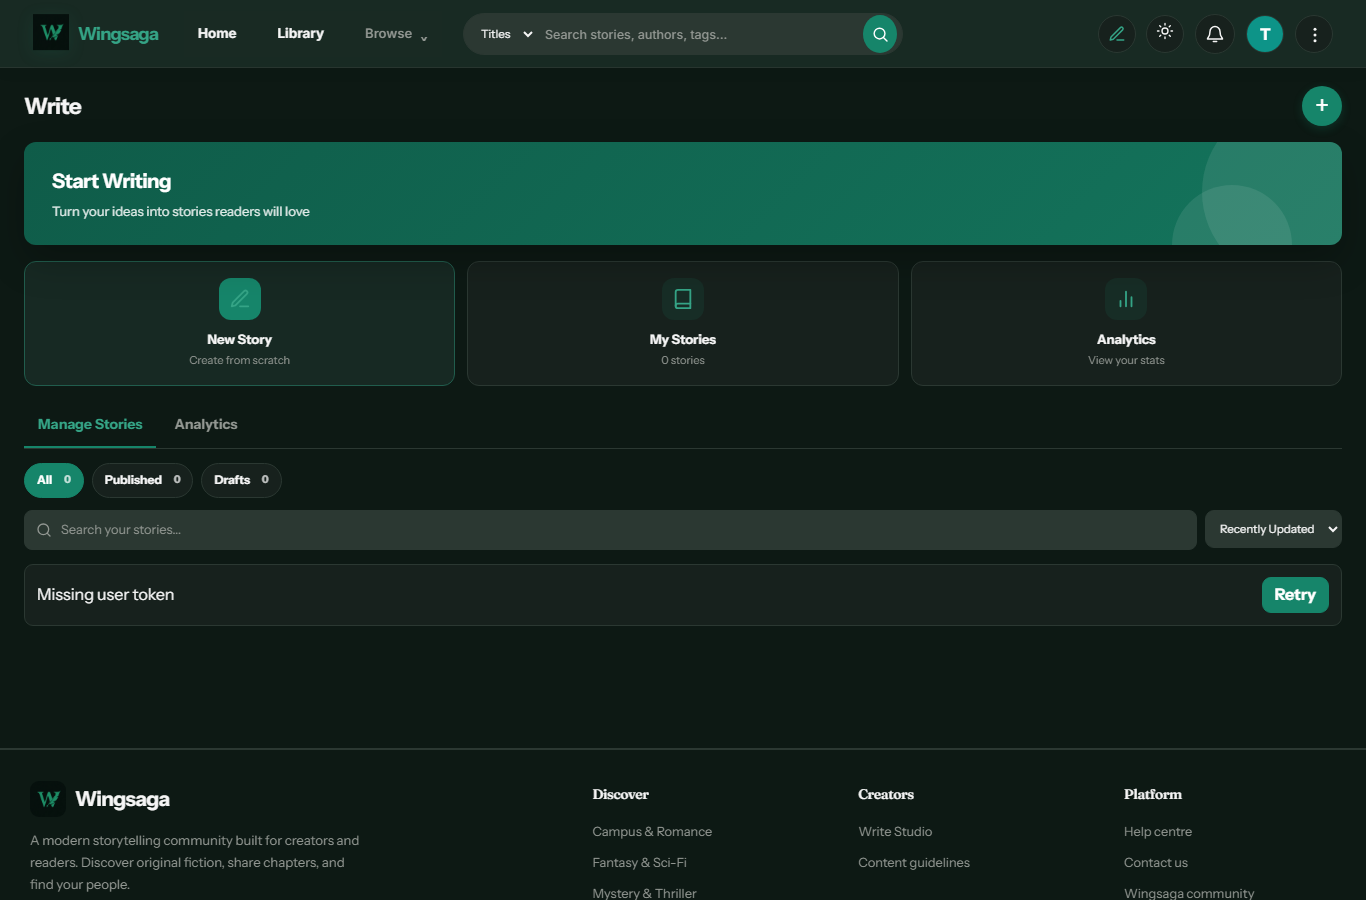 Wingsaga
Home
Library
Browse
Titles
Search stories, authors, tags...
T
Write
+
Start Writing
Turn your ideas into stories readers will love
New Story
Create from scratch
My Stories
0 stories
Analytics
View your stats
Manage Stories
Analytics
All 0
Published 0
Drafts 0
Search your stories...
Recently Updated
Missing user token
Retry
W Wingsaga
A modern storytelling community built for creators and
readers. Discover original fiction, share chapters, and
find your people.
Discover
Campus & Romance
Fantasy & Sci-Fi
Mystery & Thriller
Creators
Write Studio
Content guidelines
Platform
Help centre
Contact us
Wingsaga community